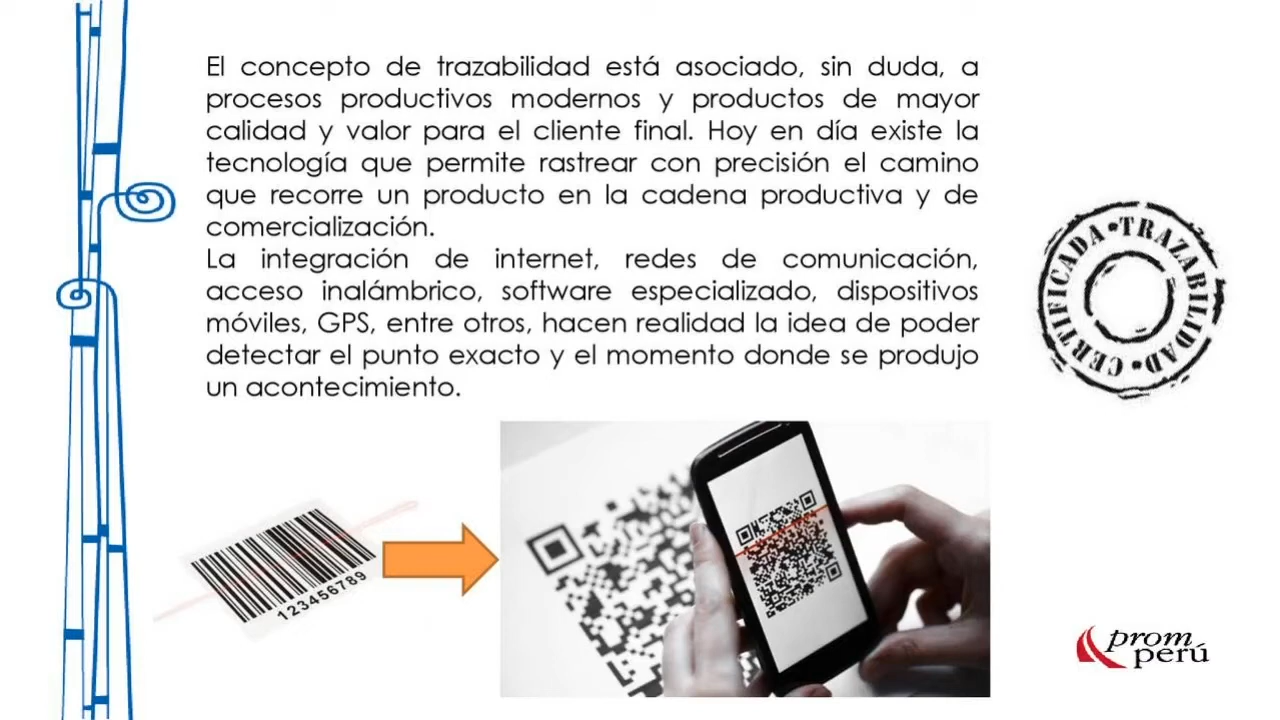 El concepto de trazabilidad está asociado, sin duda, a
procesos productivos modernos y productos de mayor
calidad y valor para el cliente final. Hoy en día existe la
tecnología que permite rastrear con precisión el camino
que recorre un producto en la cadena productiva y de
comercialización.
La integración de internet, redes de comunicación,
acceso inalámbrico, software especializado, dispositivos
móviles, GPS, entre otros, hacen realidad la idea de poder
detectar el punto exacto y el momento donde se produjo
un acontecimiento.
TRAZABILIDAD • CERTIFICADA •
123456789
prom
perú